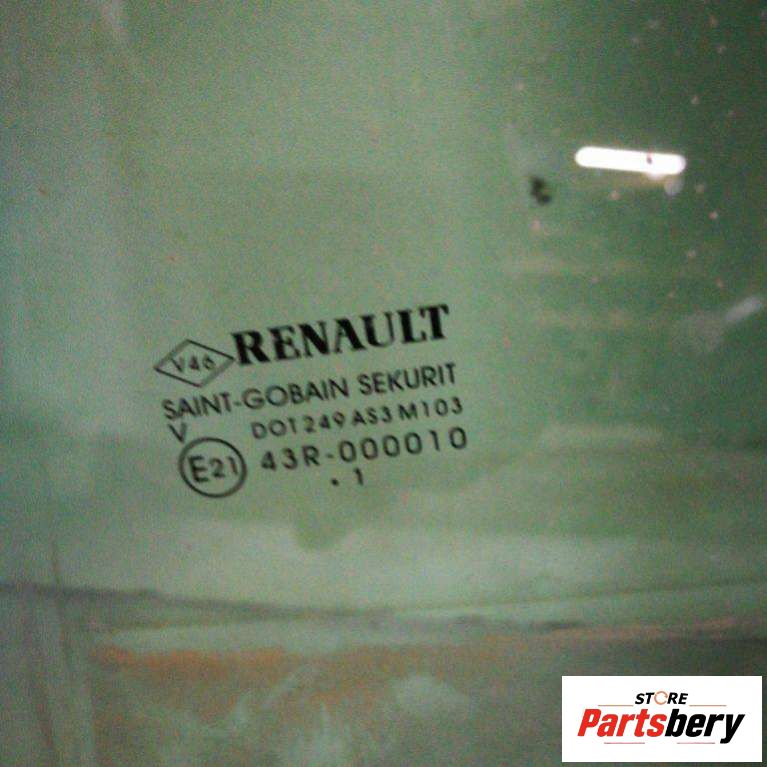 V46 RENAULT
SAINT-GOBAIN SEKURIT
V DOT 249 AS3 M103
E21 43R-000010
. 1
STORE
Partsbery